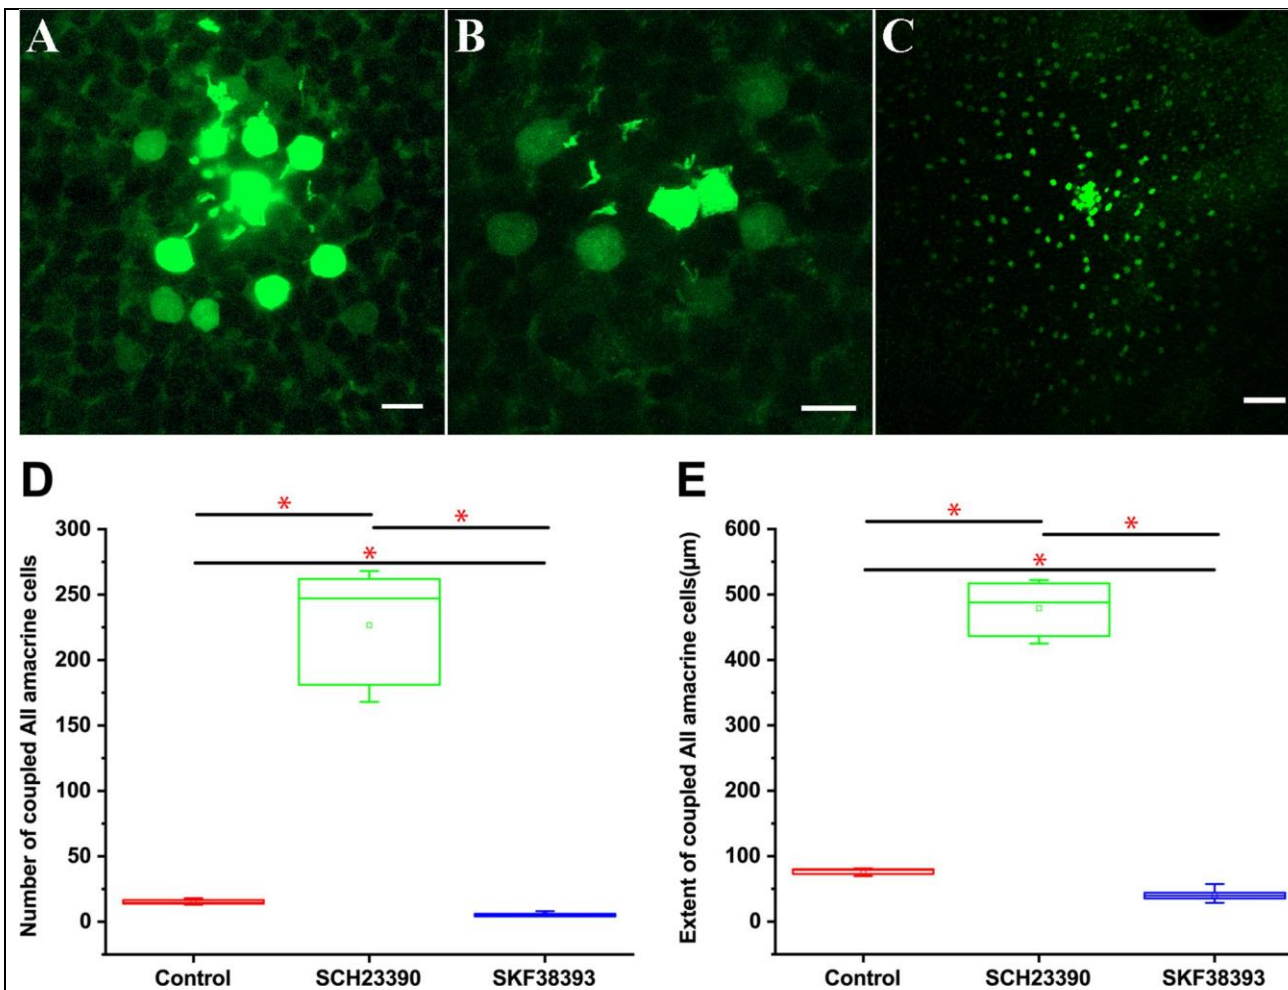 A
B
C
D
E
* *
*
* *
*
300
250
200
150
100
50
0
Number of coupled AII amacrine cells
Control SCH23390 SKF38393
600
500
400
300
200
100
0
Extent of coupled AII amacrine cells(μm)
Control SCH23390 SKF38393